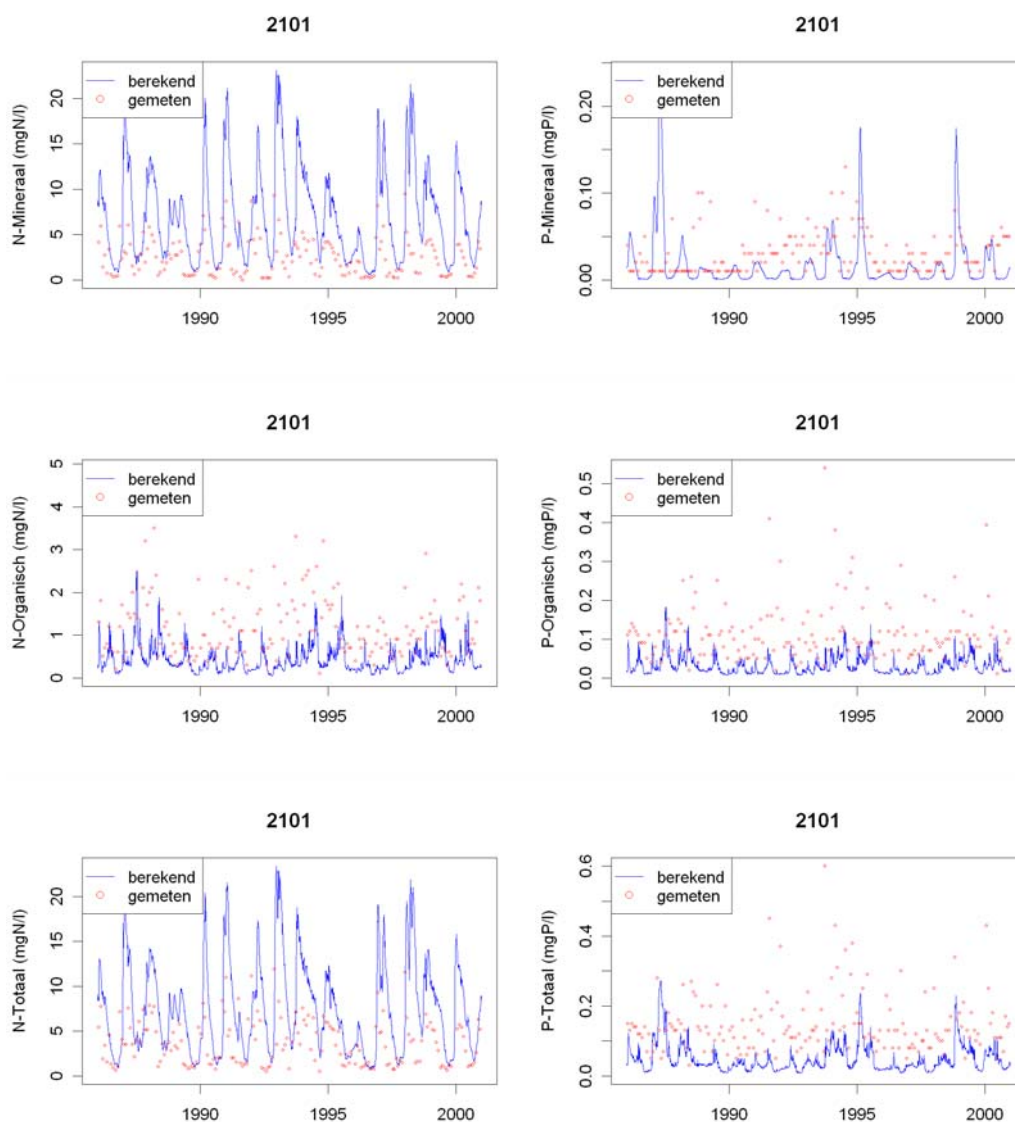 2101
N-Mineraal (mgN/l)
20
15
10
5
0
berekend
gemeten
1990
1995
2000
2101
P-Mineraal (mgP/l)
0.20
0.10
0.00
berekend
gemeten
1990
1995
2000
2101
N-Organisch (mgN/l)
5
4
3
2
1
0
berekend
gemeten
1990
1995
2000
2101
P-Organisch (mgP/l)
0.5
0.4
0.3
0.2
0.1
0.0
berekend
gemeten
1990
1995
2000
2101
N-Totaal (mgN/l)
20
15
10
5
0
berekend
gemeten
1990
1995
2000
2101
P-Totaal (mgP/l)
0.6
0.4
0.2
0.0
berekend
gemeten
1990
1995
2000